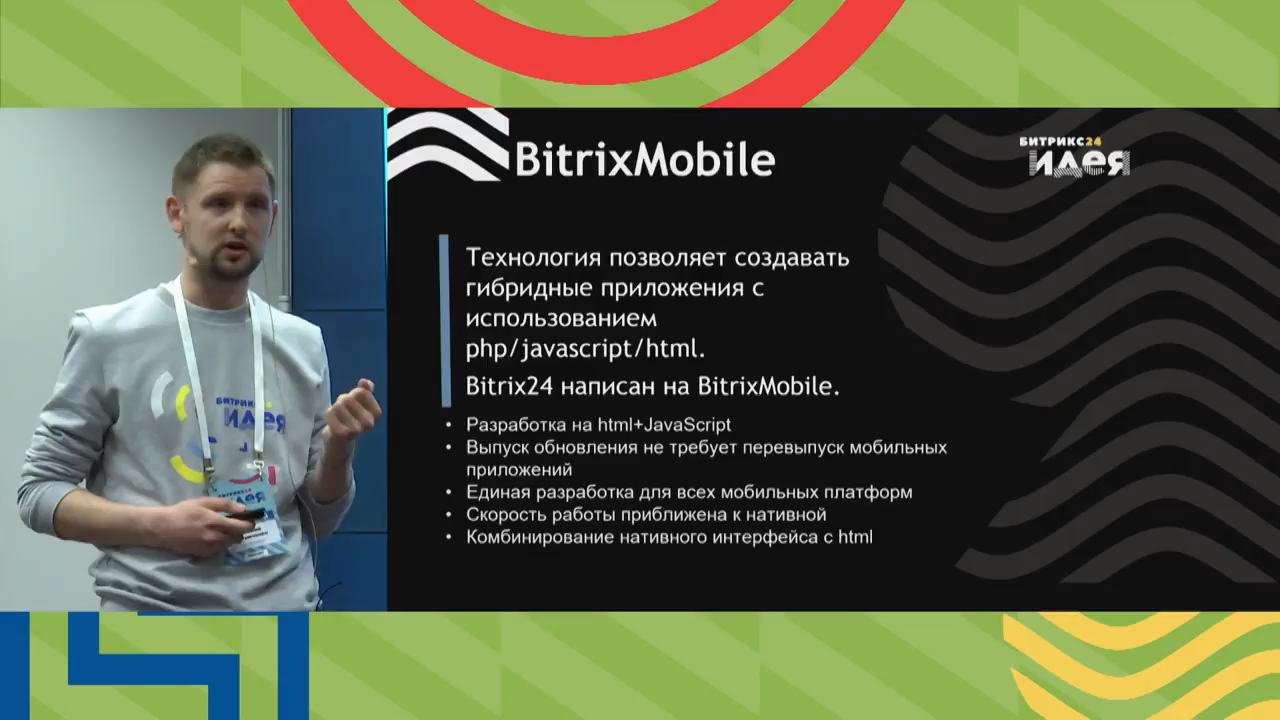 BitrixMobile
БИТРИКС24
идея
Технология позволяет создавать
гибридные приложения с
использованием
php/javascript/html.
Bitrix24 написан на BitrixMobile.
• Разработка на html+JavaScript
• Выпуск обновления не требует перевыпуск мобильных
приложений
• Единая разработка для всех мобильных платформ
• Скорость работы приближена к нативной
• Комбинирование нативного интерфейса с html
БИТРИКС
идея
БИТРИКС24
идея